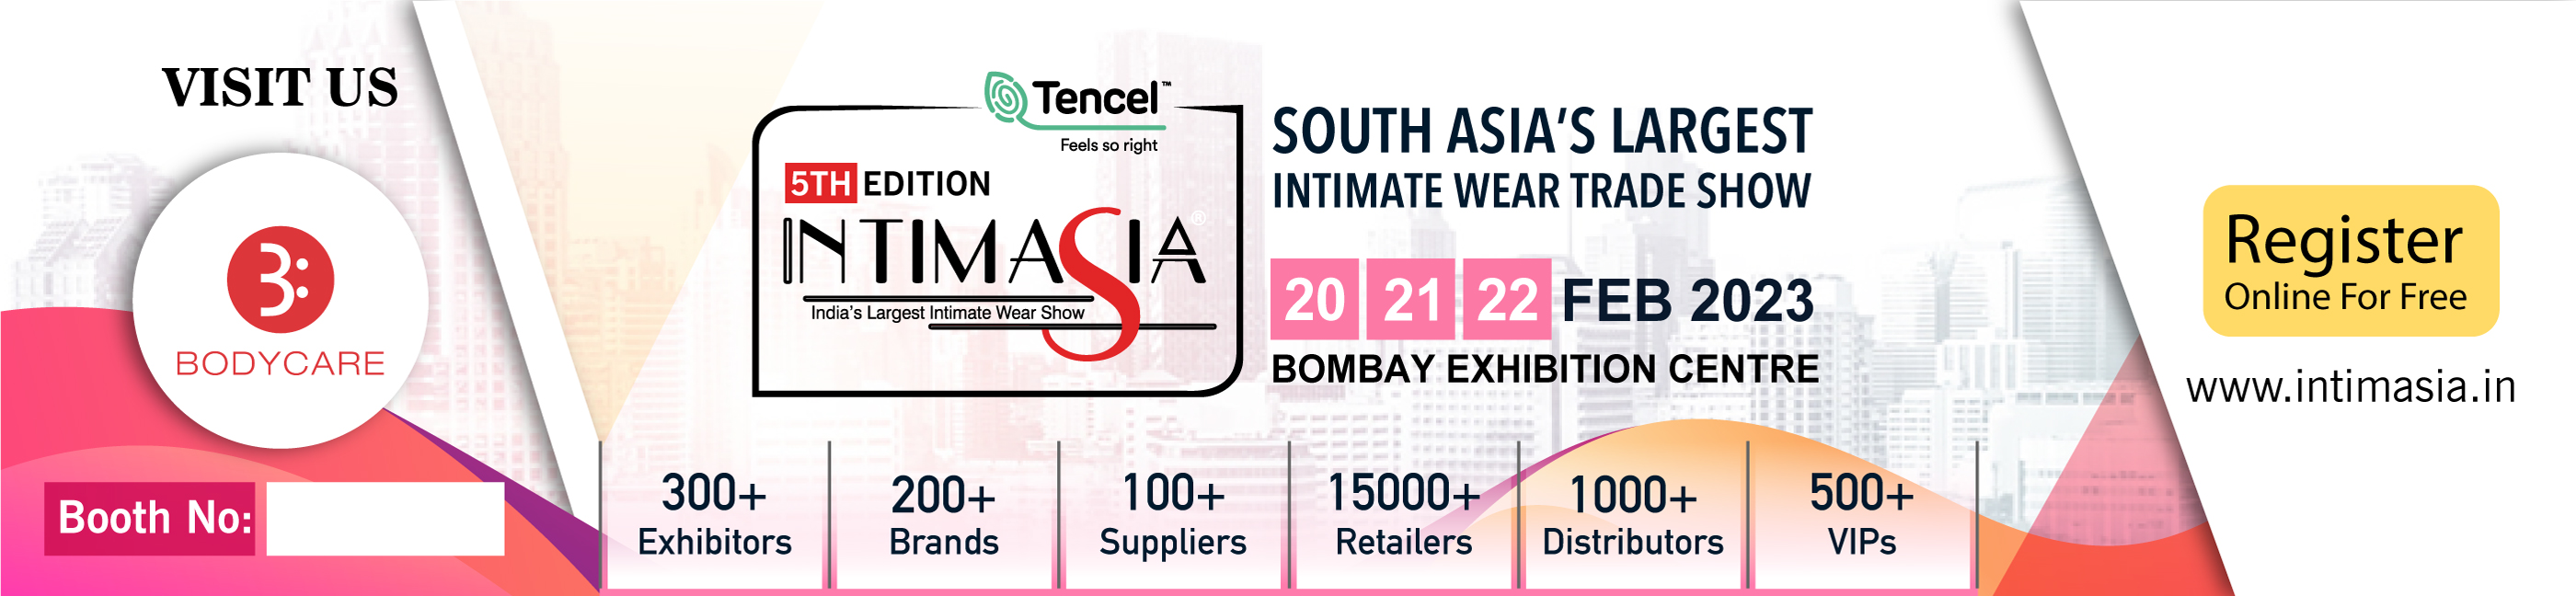 VISIT US
BODYCARE
Booth No:
Tencel™
Feels so right
5TH EDITION
INTIMASIA®
India's Largest Intimate Wear Show
SOUTH ASIA'S LARGEST
INTIMATE WEAR TRADE SHOW
20 21 22 FEB 2023
BOMBAY EXHIBITION CENTRE
300+
Exhibitors
200+
Brands
100+
Suppliers
15000+
Retailers
1000+
Distributors
500+
VIPs
Register
Online For Free
www.intimasia.in